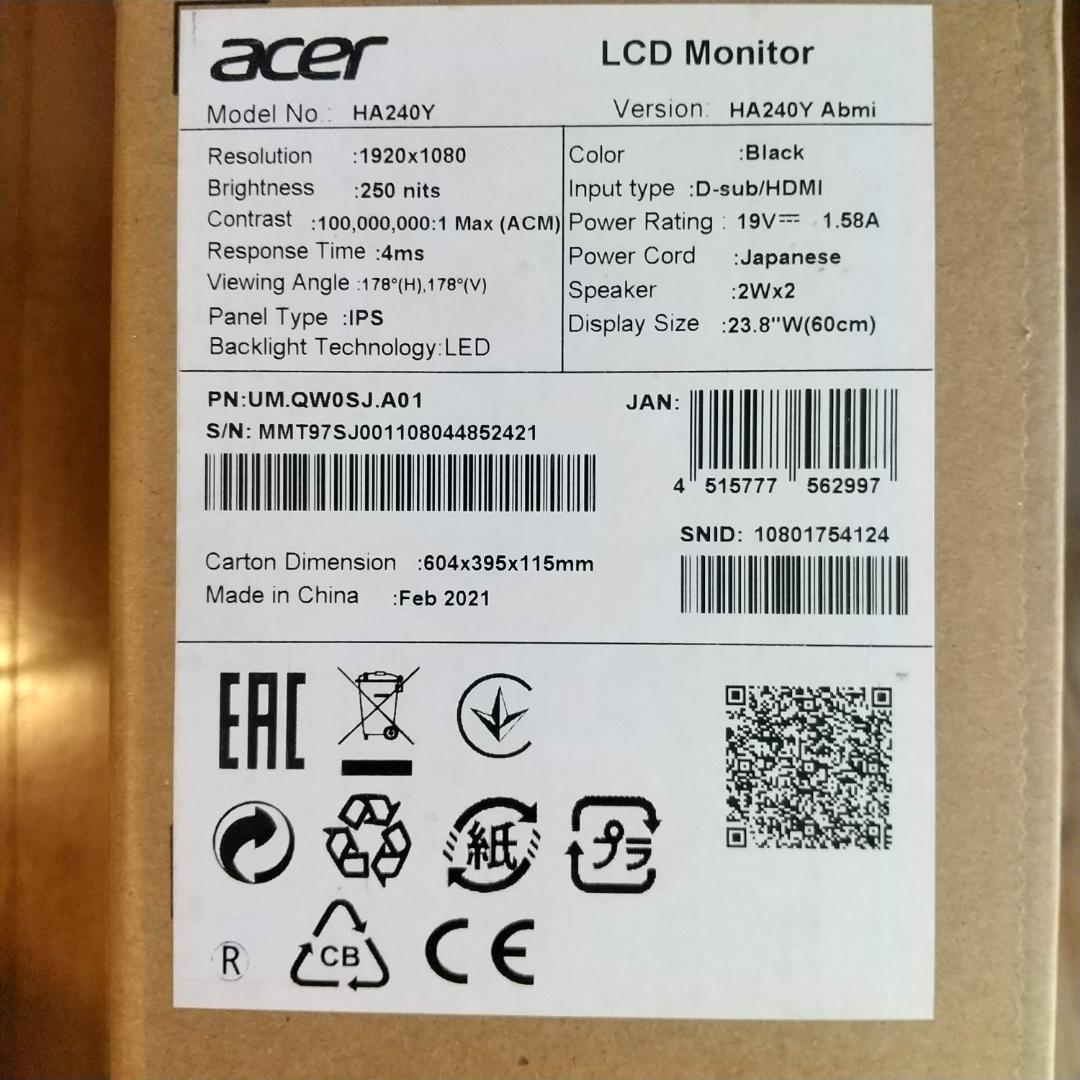 acer
LCD Monitor
Model No.: HA240Y
Version: HA240Y Abmi
Resolution :1920x1080
Brightness :250 nits
Contrast :100,000,000:1 Max (ACM)
Response Time :4ms
Viewing Angle :178°(H),178°(V)
Panel Type :IPS
Backlight Technology:LED
Color :Black
Input type :D-sub/HDMI
Power Rating : 19V⎓ 1.58A
Power Cord :Japanese
Speaker :2Wx2
Display Size :23.8"W(60cm)
PN:UM.QW0SJ.A01
S/N: MMT97SJ001108044852421
JAN:
4 515777 562997
SNID: 10801754124
Carton Dimension :604x395x115mm
Made in China :Feb 2021
EAC
紙
プラ
R
CB
CE